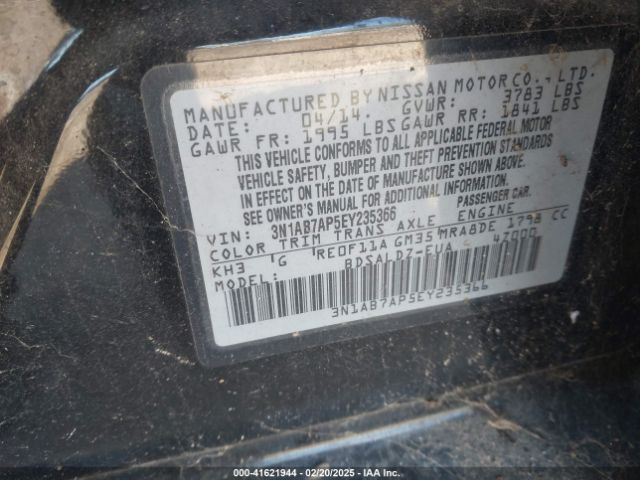 MANUFACTURED BY NISSAN MOTOR CO., LTD.
DATE: 04/14. GVWR: 3783 LBS
GAWR FR: 1995 LBS GAWR RR: 1841 LBS
THIS VEHICLE CONFORMS TO ALL APPLICABLE FEDERAL MOTOR
VEHICLE SAFETY, BUMPER AND THEFT PREVENTION STANDARDS
IN EFFECT ON THE DATE OF MANUFACTURE SHOWN ABOVE.
SEE OWNER'S MANUAL FOR ADDITIONAL INFORMATION.
VIN: 3N1AB7AP5EY235366 PASSENGER CAR.
COLOR TRIM TRANS AXLE ENGINE
KH3 G RE0F11A GM35 MRA8DE 1798 CC
MODEL: BDSALDZ-EUA 47000
3N1AB7AP5EY235366
000-41621944 | 02/20/2025 | IAA Inc.